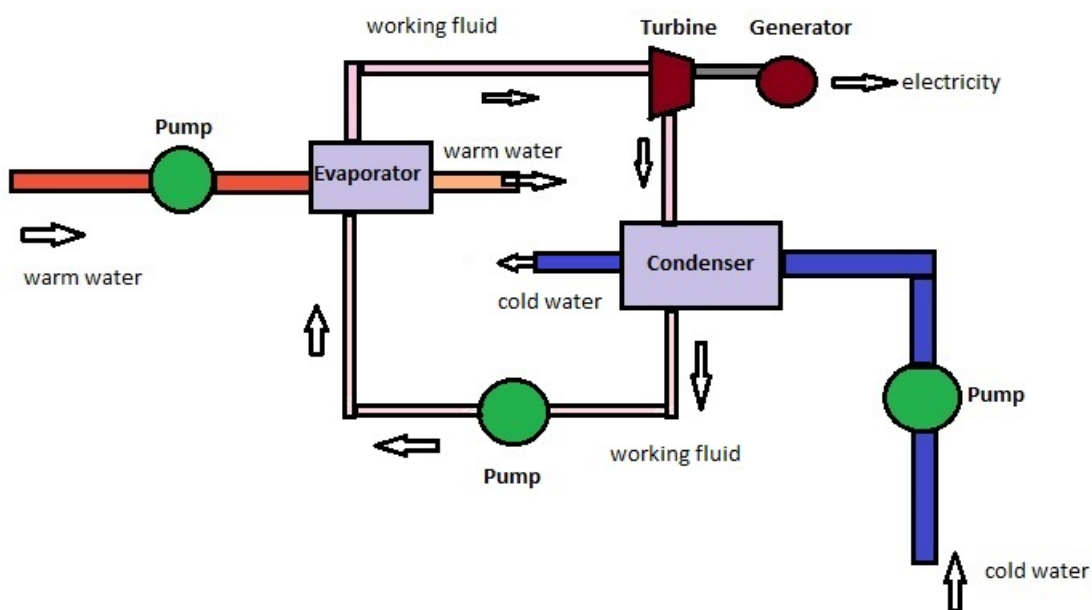 working fluid
Turbine
Generator
electricity
Pump
Evaporator
warm water
warm water
Condenser
cold water
Pump
working fluid
Pump
cold water